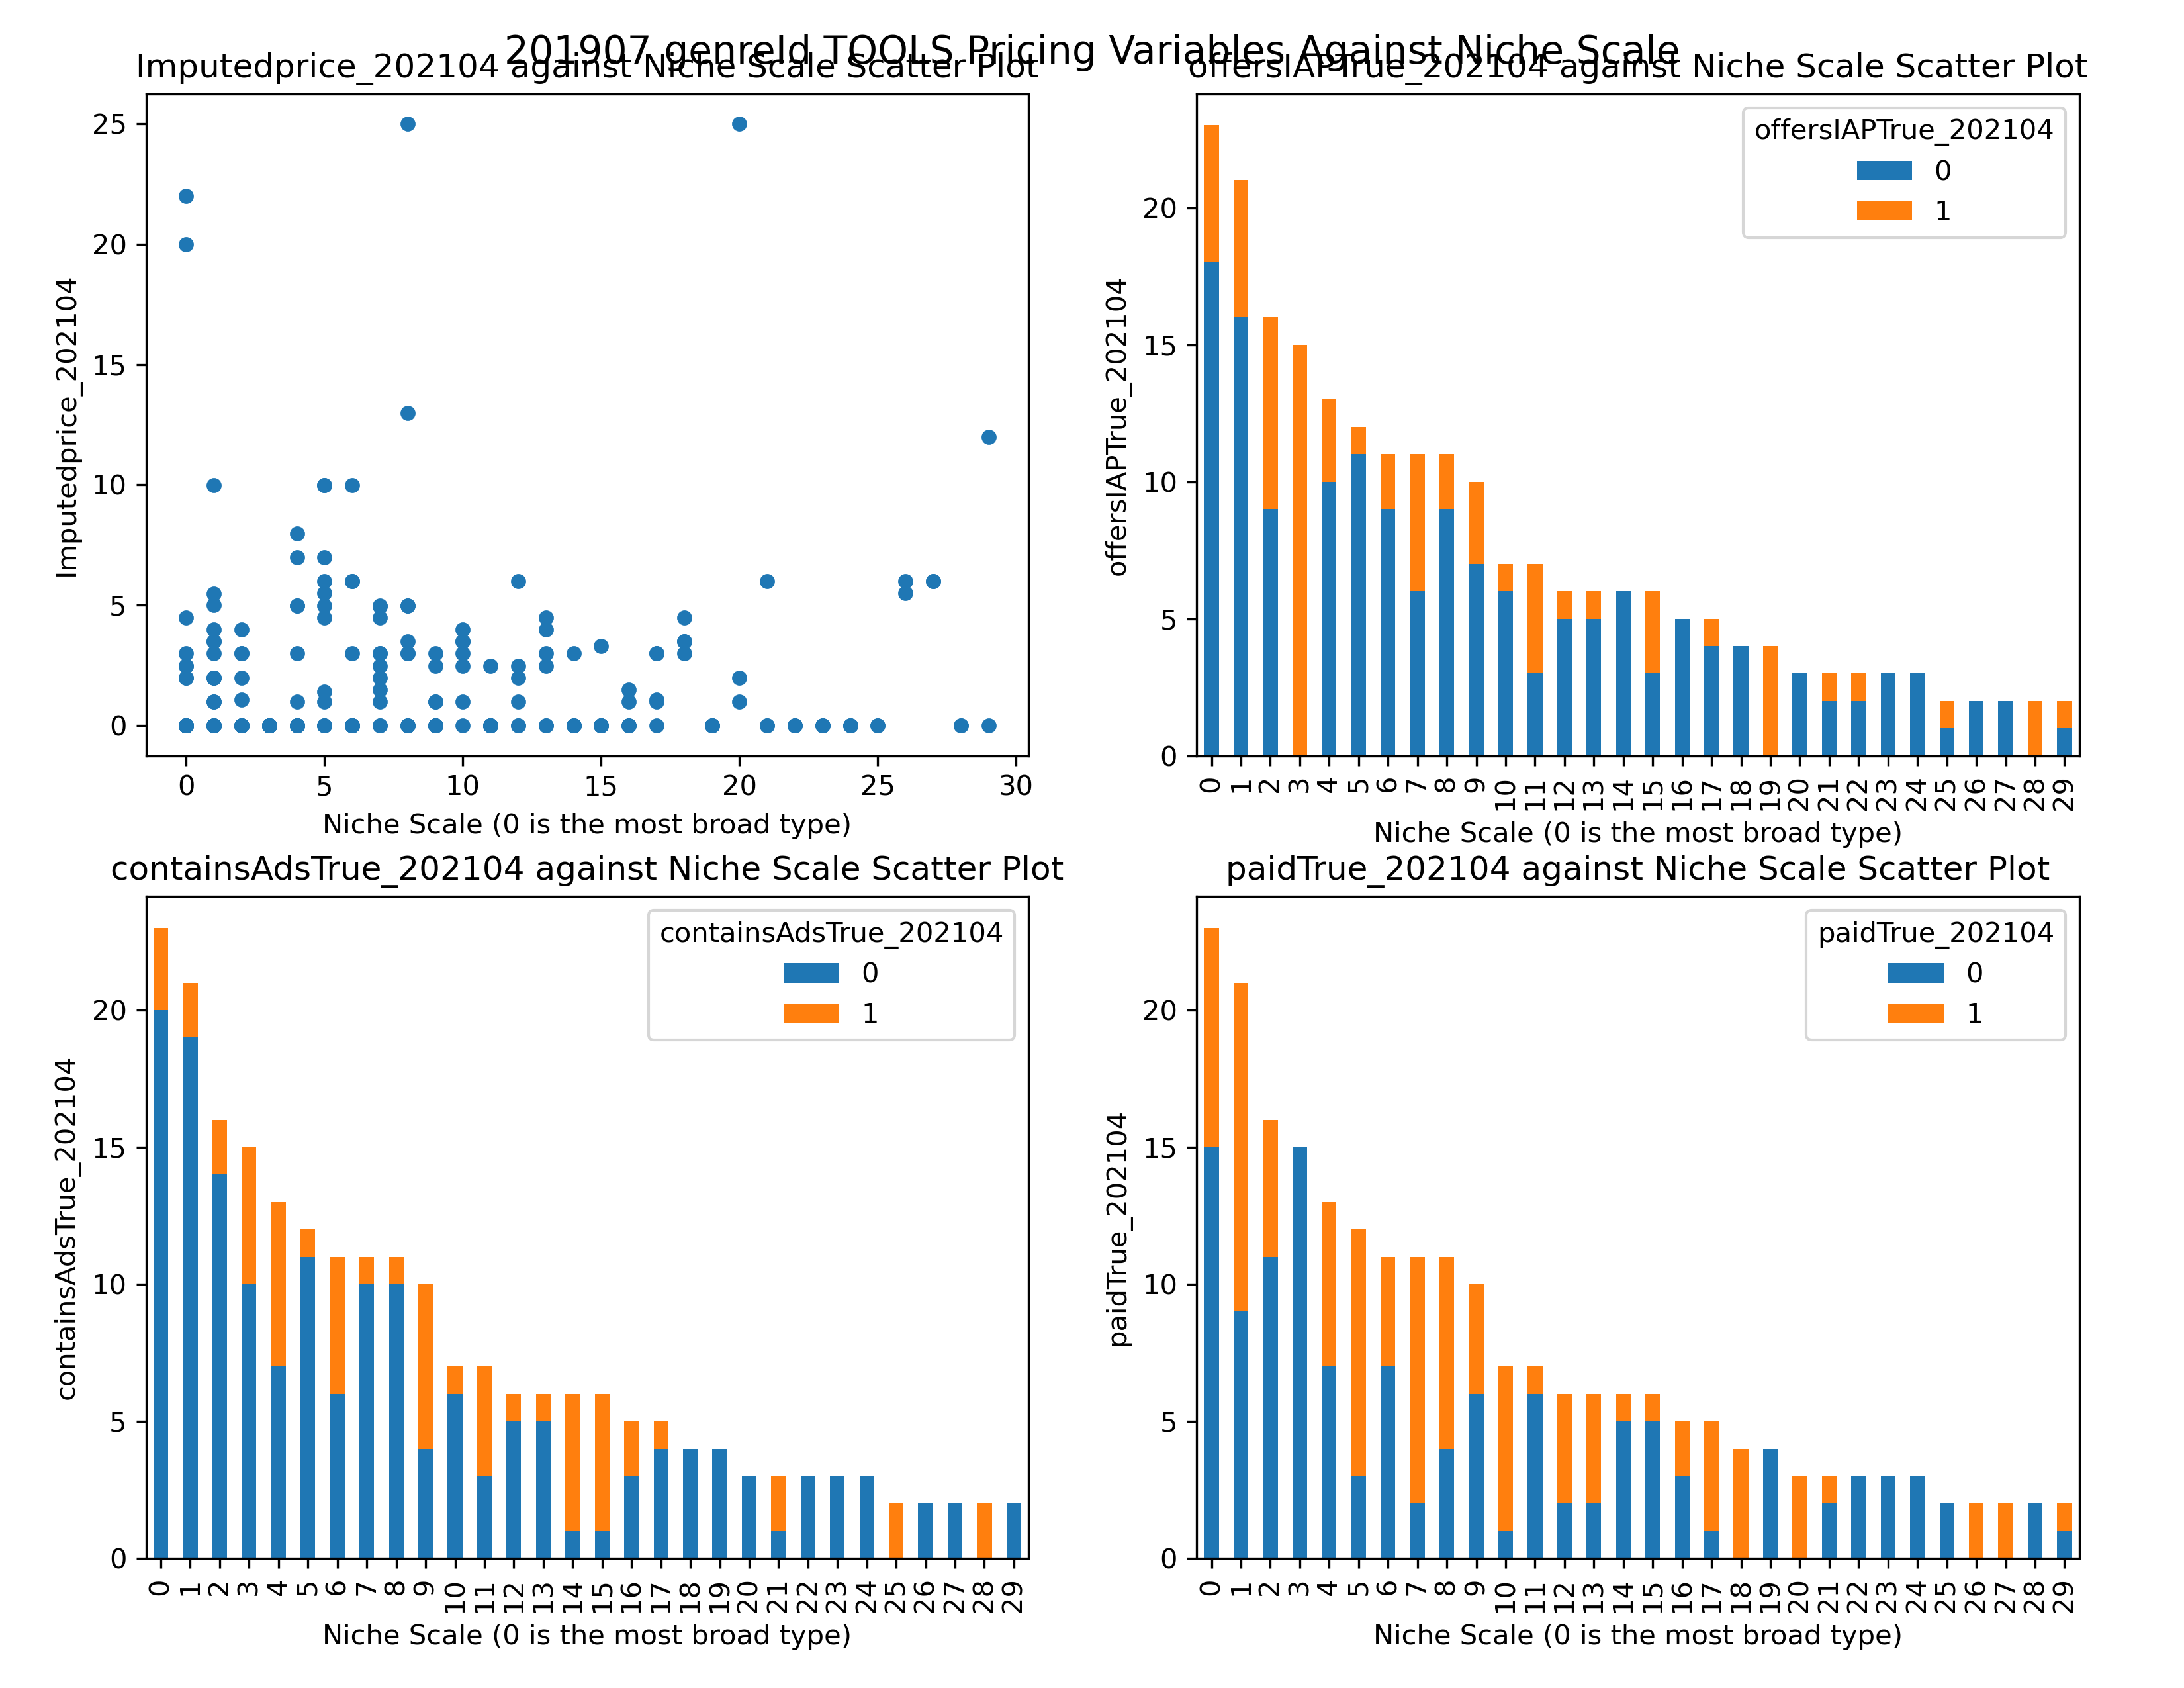 201907 genreId TOOLS Pricing Variables Against Niche Scale
Imputedprice_202104 against Niche Scale Scatter Plot
Imputedprice_202104
25
20
15
10
5
0
0 5 10 15 20 25 30
Niche Scale (0 is the most broad type)
offersIAPTrue_202104 against Niche Scale Scatter Plot
offersIAPTrue_202104
offersIAPTrue_202104
0
1
20
15
10
5
0
0 1 2 3 4 5 6 7 8 9 10 11 12 13 14 15 16 17 18 19 20 21 22 23 24 25 26 27 28 29
Niche Scale (0 is the most broad type)
containsAdsTrue_202104 against Niche Scale Scatter Plot
containsAdsTrue_202104
containsAdsTrue_202104
0
1
20
15
10
5
0
0 1 2 3 4 5 6 7 8 9 10 11 12 13 14 15 16 17 18 19 20 21 22 23 24 25 26 27 28 29
Niche Scale (0 is the most broad type)
paidTrue_202104 against Niche Scale Scatter Plot
paidTrue_202104
paidTrue_202104
0
1
20
15
10
5
0
0 1 2 3 4 5 6 7 8 9 10 11 12 13 14 15 16 17 18 19 20 21 22 23 24 25 26 27 28 29
Niche Scale (0 is the most broad type)